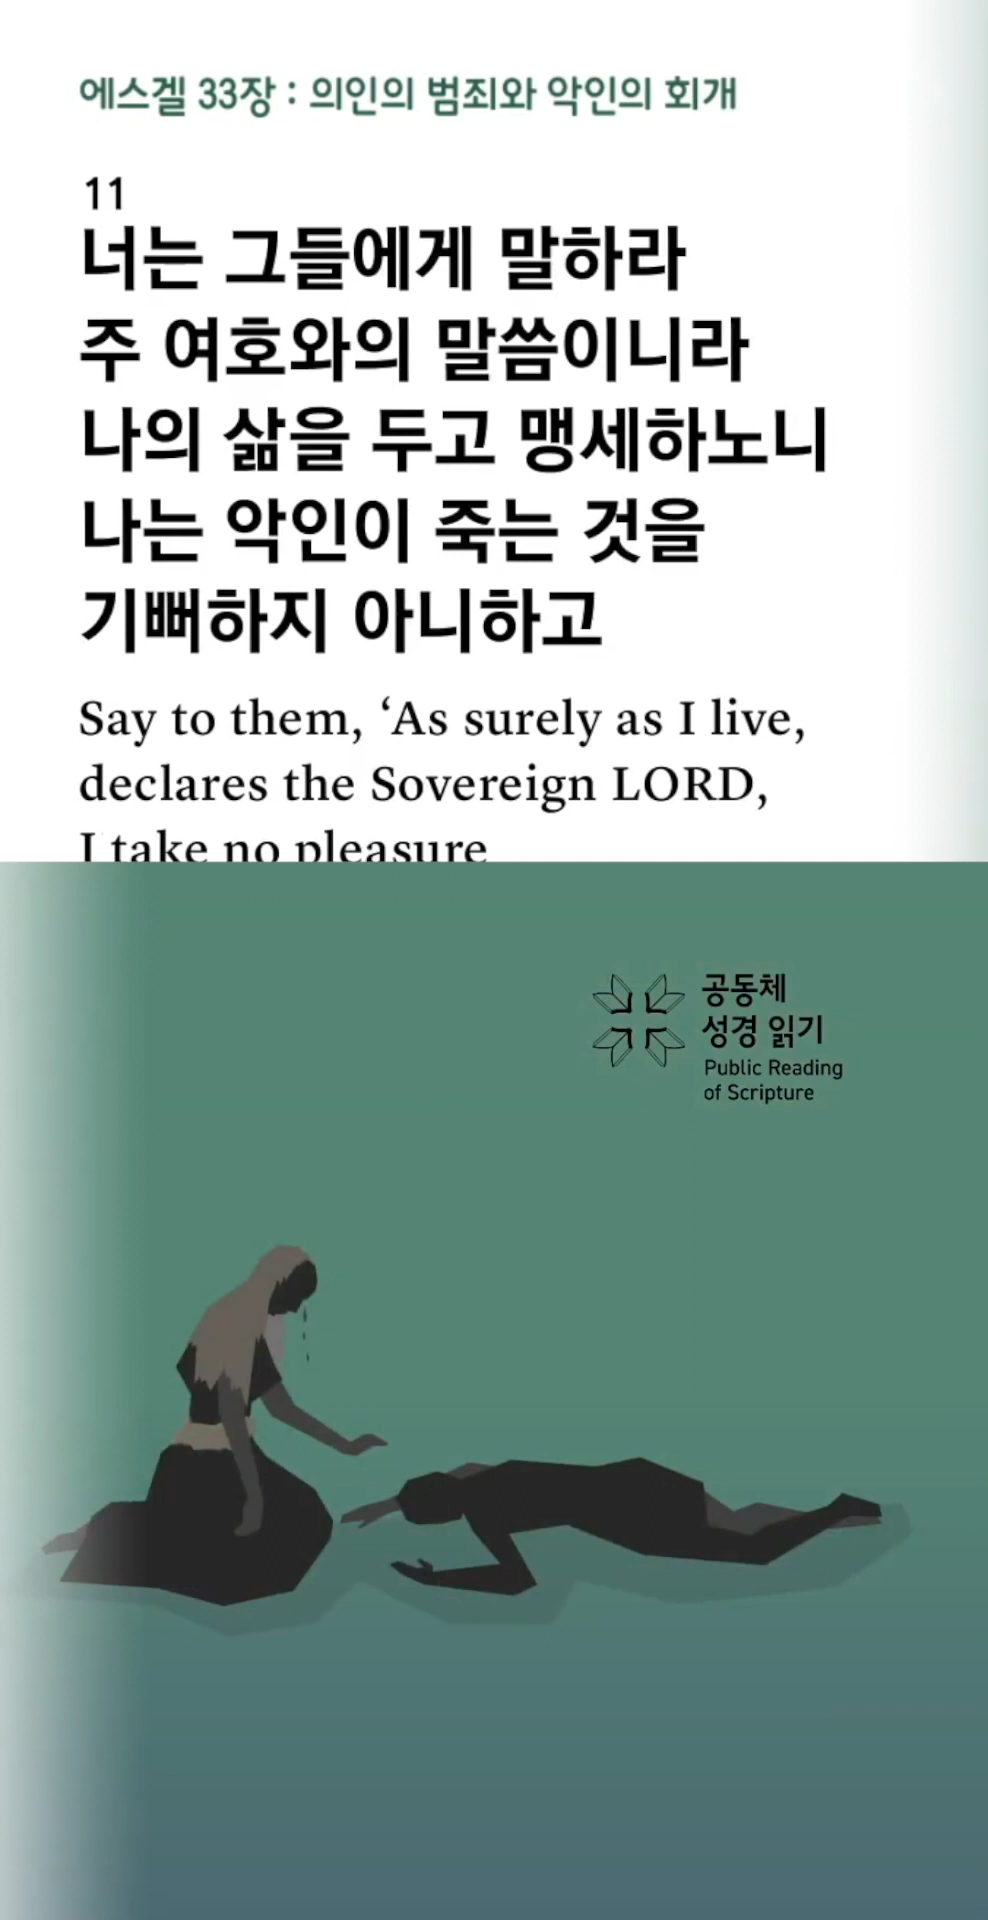 에스겔 33장 : 의인의 범죄와 악인의 회개
11
너는 그들에게 말하라
주 여호와의 말씀이니라
나의 삶을 두고 맹세하노니
나는 악인이 죽는 것을
기뻐하지 아니하고
Say to them, ‘As surely as I live,
declares the Sovereign LORD,
I take no pleasure
공동체
성경 읽기
Public Reading
of Scripture